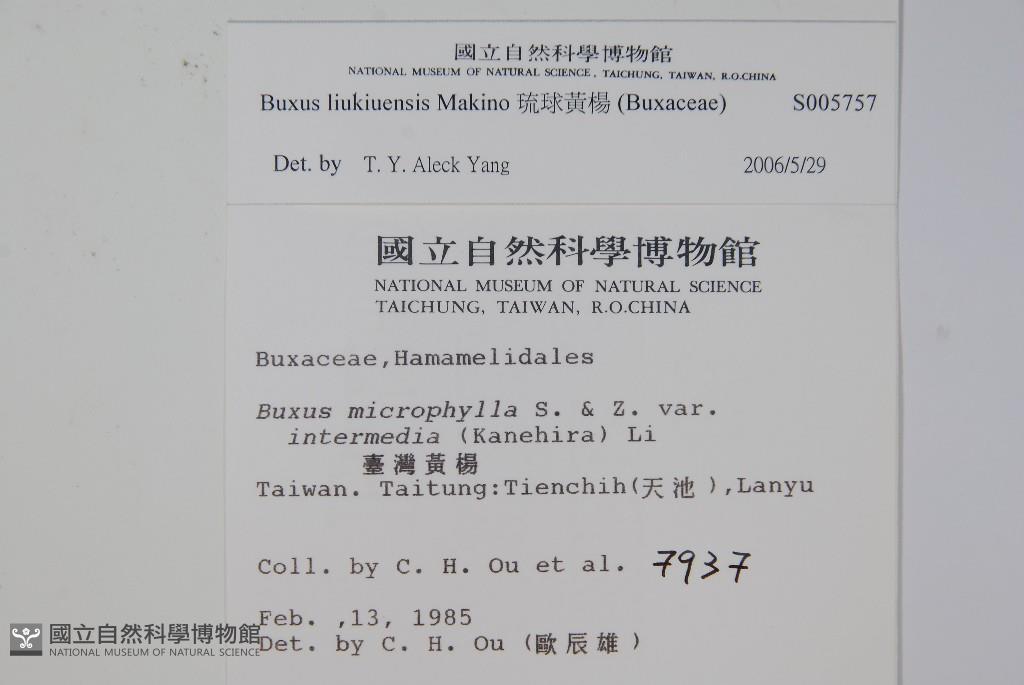 國立自然科學博物館
NATIONAL MUSEUM OF NATURAL SCIENCE, TAICHUNG, TAIWAN, R.O.CHINA
Buxus liukiuensis Makino 琉球黃楊 (Buxaceae) S005757
Det. by T. Y. Aleck Yang 2006/5/29
國立自然科學博物館
NATIONAL MUSEUM OF NATURAL SCIENCE
TAICHUNG, TAIWAN, R.O.CHINA
Buxaceae,Hamamelidales
Buxus microphylla S. & Z. var.
intermedia (Kanehira) Li
臺灣黃楊
Taiwan. Taitung:Tienchih(天池),Lanyu
Coll. by C. H. Ou et al. 7937
Feb. ,13, 1985
Det. by C. H. Ou (歐辰雄)
國立自然科學博物館
NATIONAL MUSEUM OF NATURAL SCIENCE